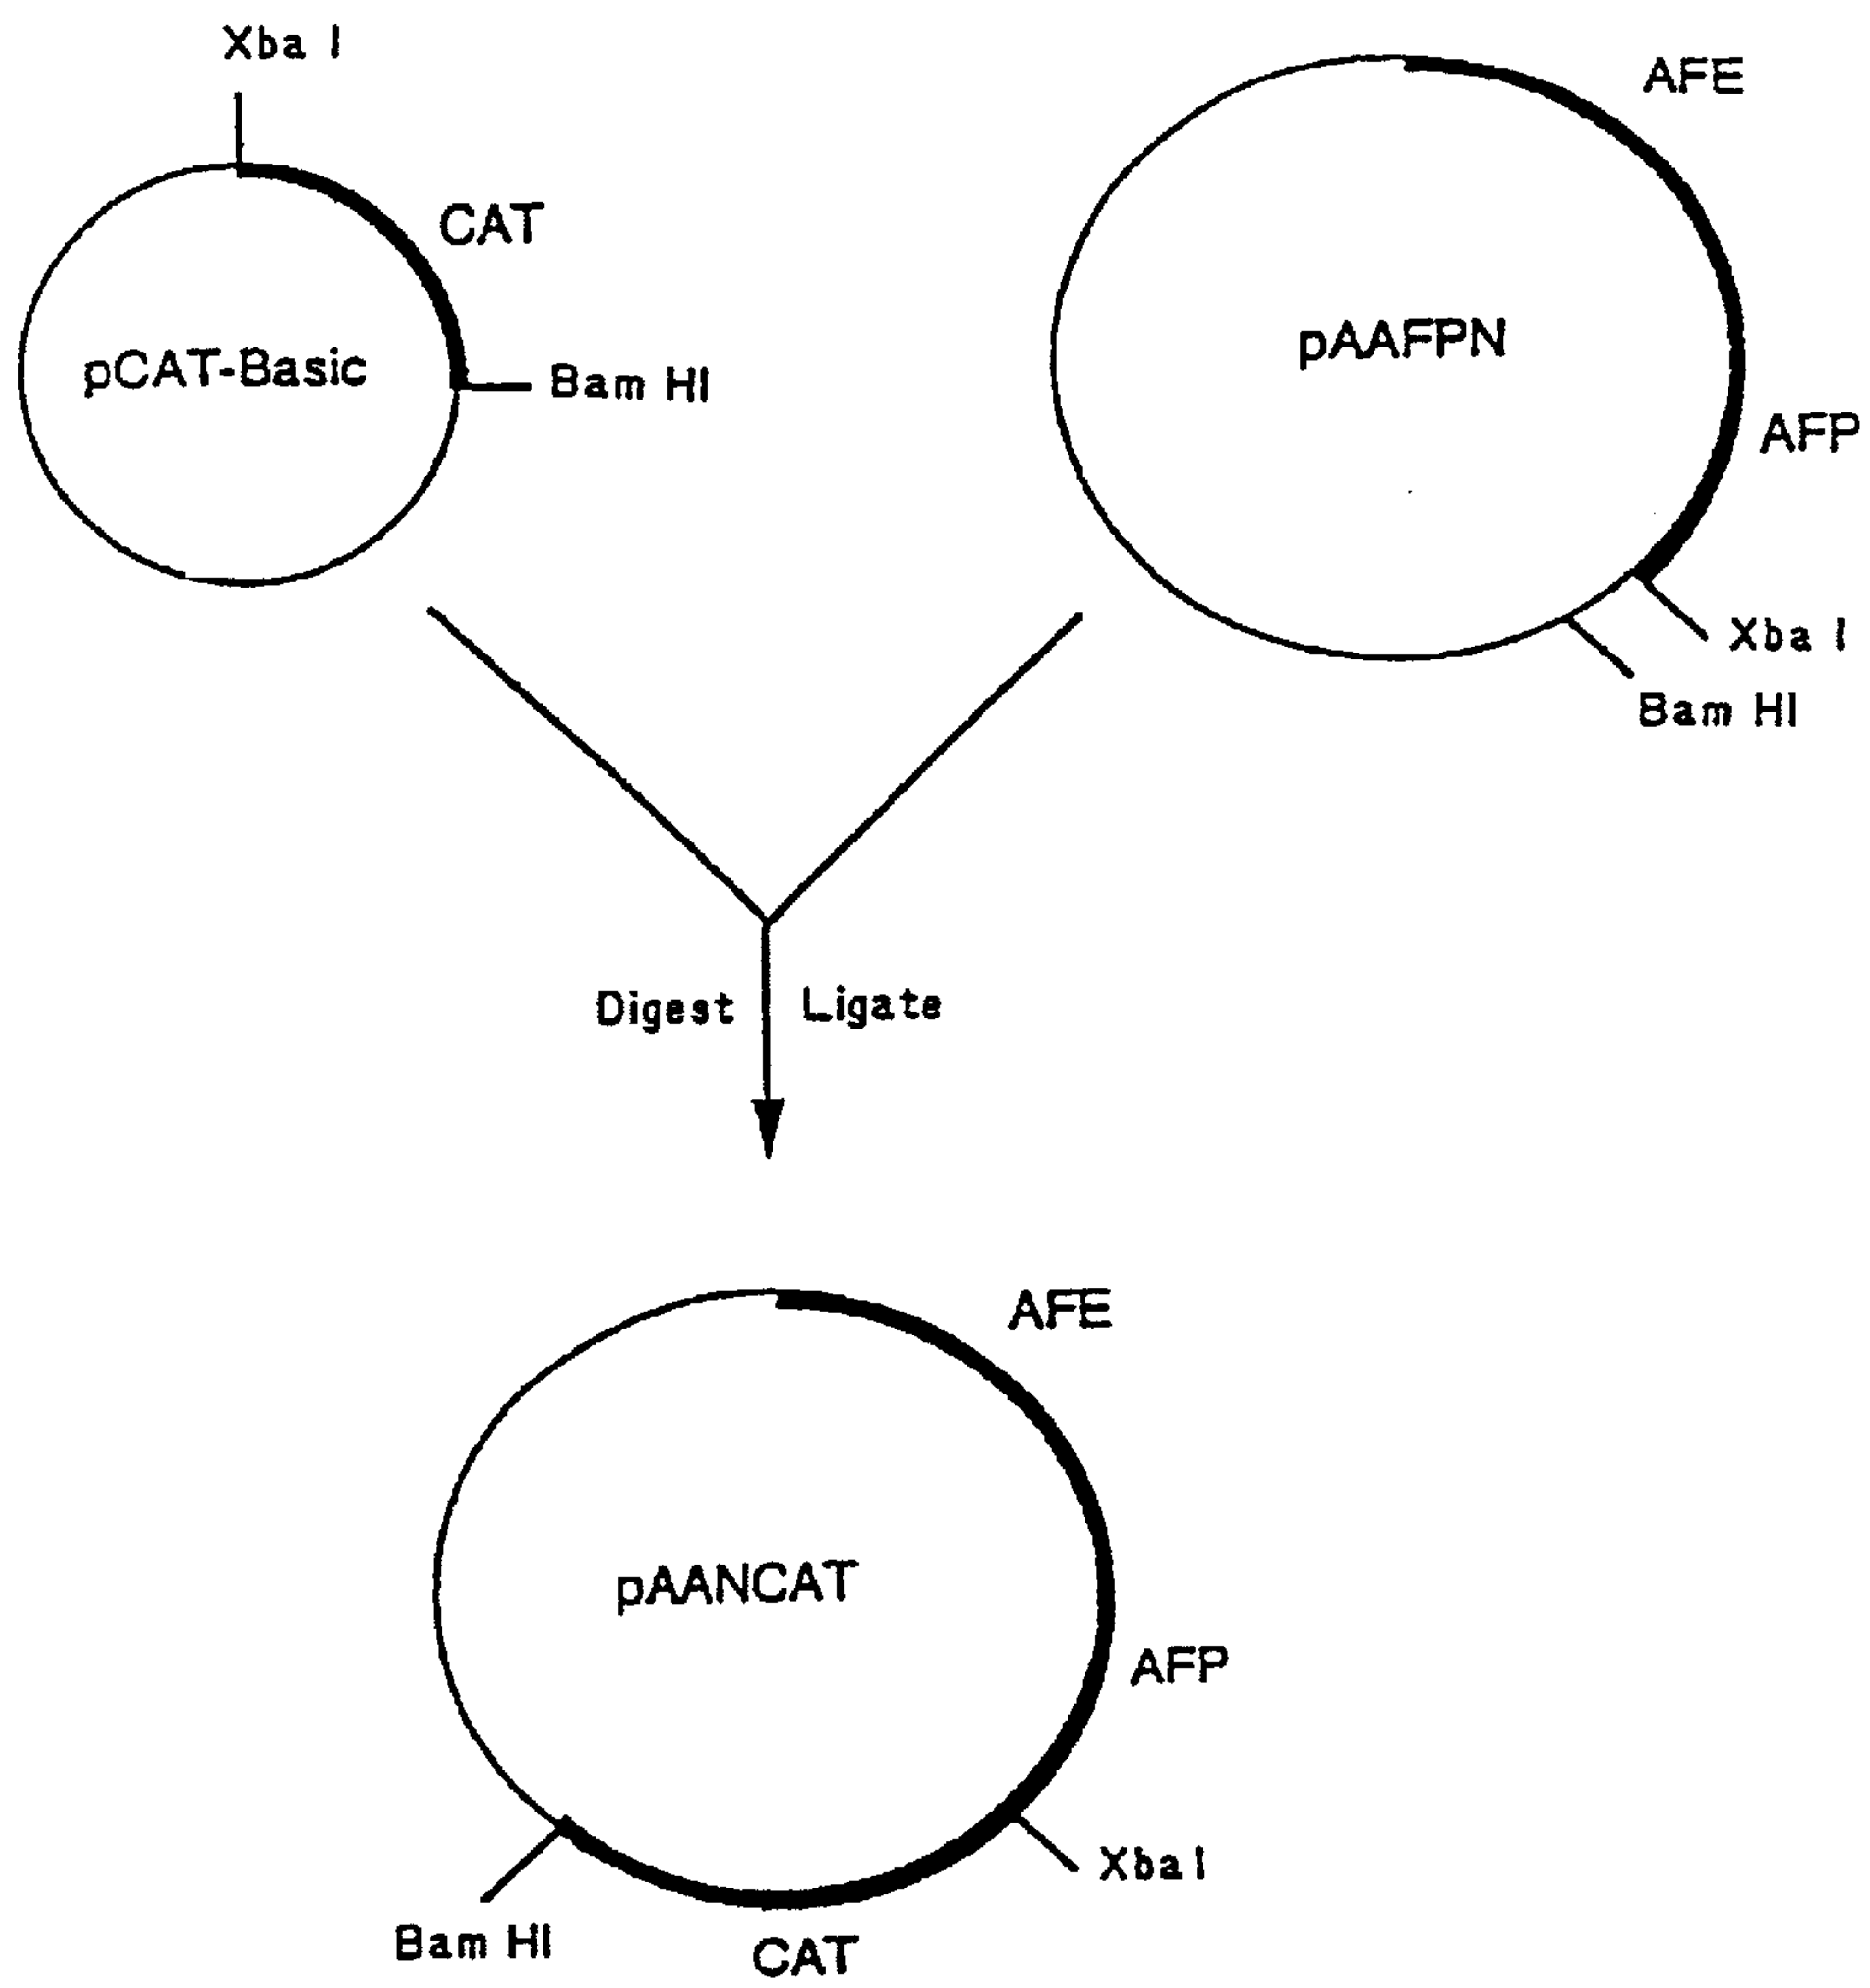 Xba I
CAT
pCAT-Basic
Bam HI
AFE
pAAFPN
AFP
Xba I
Bam HI
Digest Ligate
AFE
pAANCAT
AFP
Xba I
Bam HI
CAT